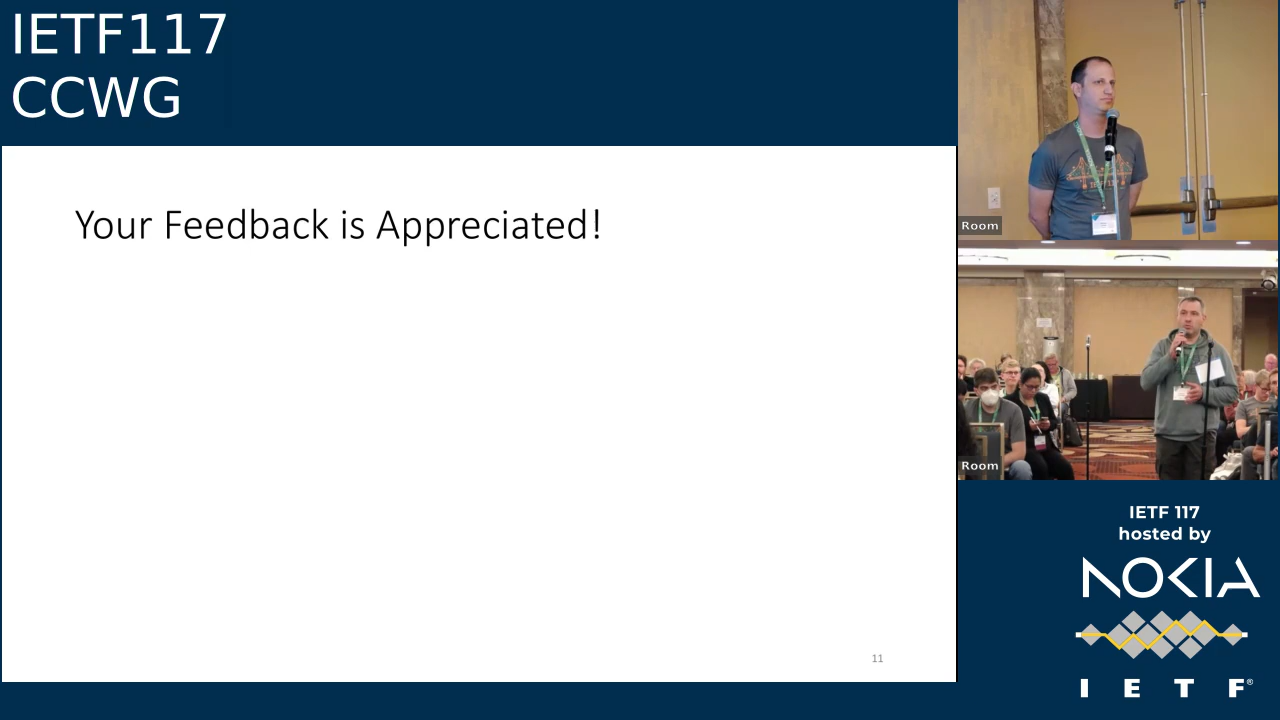 IETF117
CCWG
Your Feedback is Appreciated!
11
Room
Room
IETF 117
hosted by
NOKIA
I E T F®